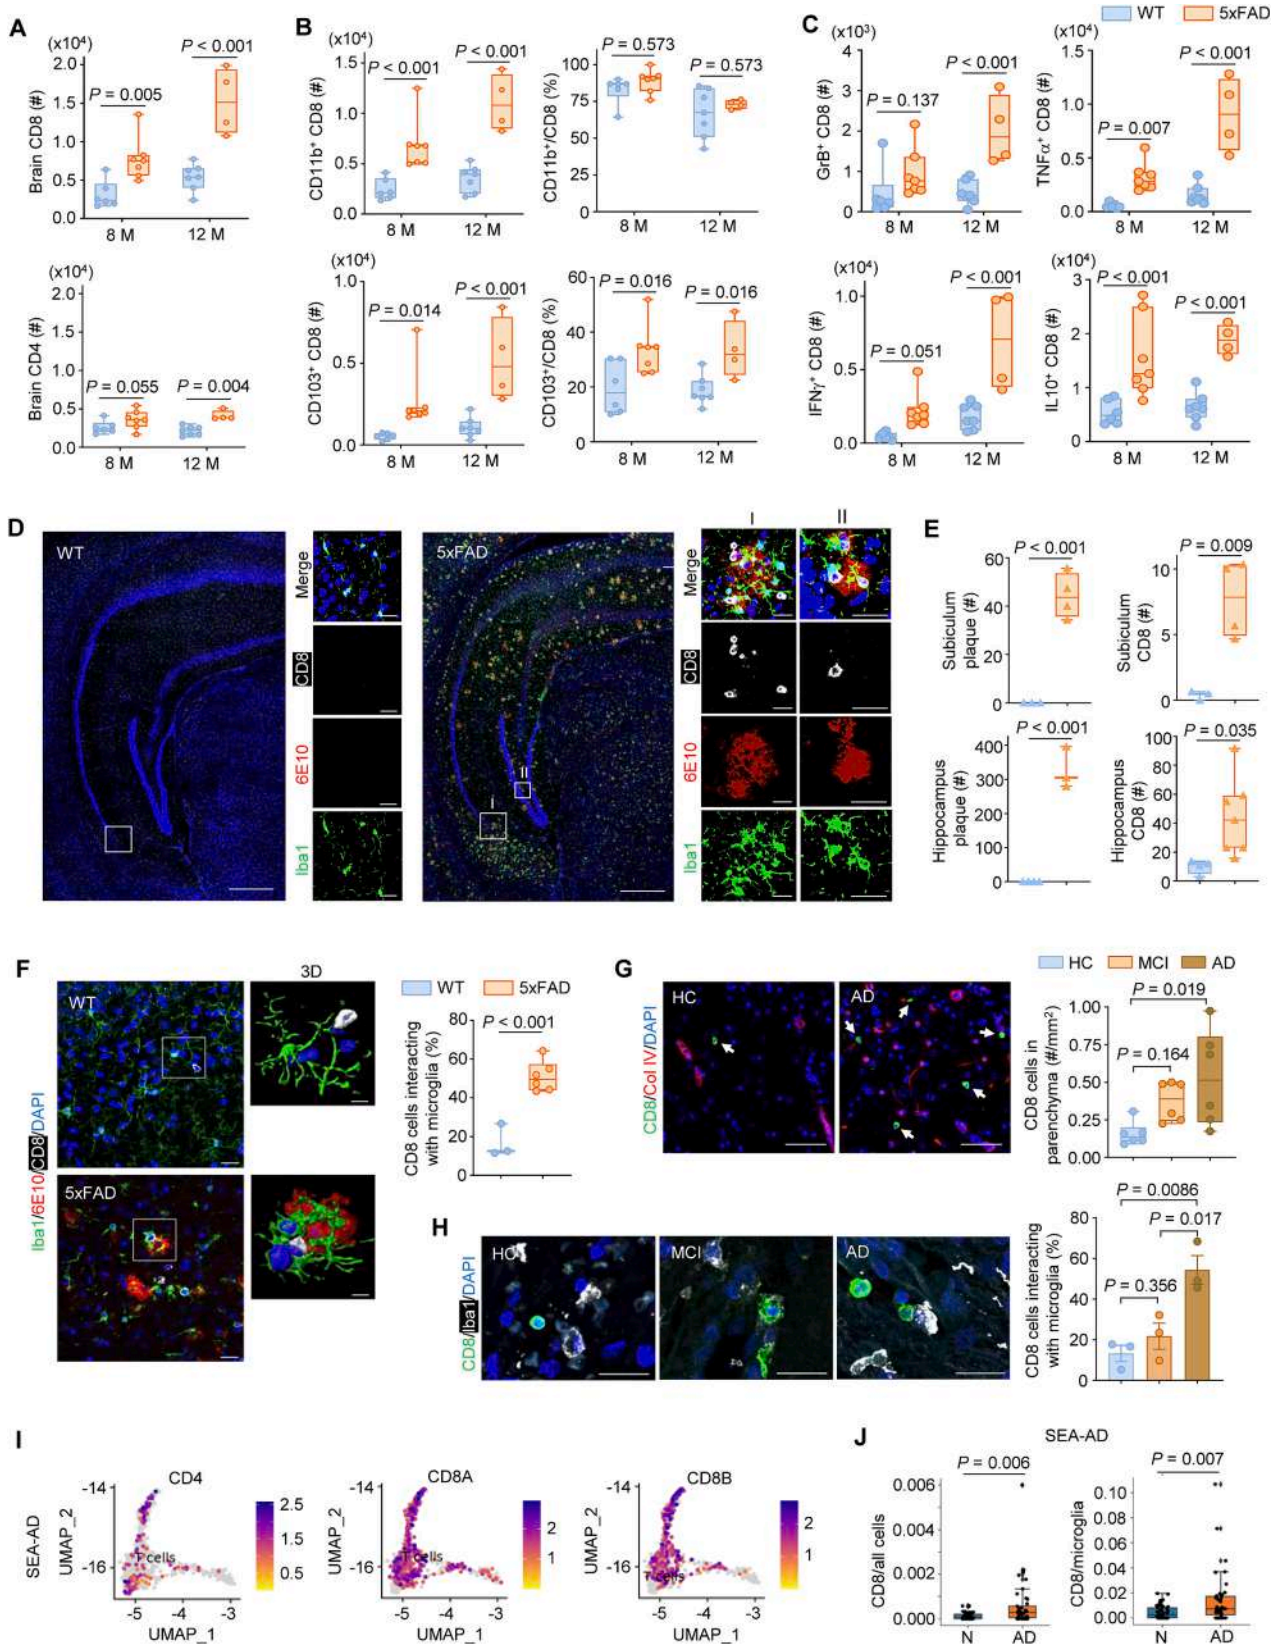 WT 5xFAD
A
(x10⁴)
Brain CD8 (#)
2.0
1.5
1.0
0.5
0.0
P = 0.005
P < 0.001
8 M 12 M
(x10⁴)
Brain CD4 (#)
2.0
1.5
1.0
0.5
0.0
P = 0.055
P = 0.004
8 M 12 M
B
(x10⁴)
CD11b⁺ CD8 (#)
1.5
1.0
0.5
0.0
P < 0.001
P < 0.001
8 M 12 M
CD11b⁺/CD8 (%)
100
75
50
25
0
P = 0.573
P = 0.573
8 M 12 M
(x10⁴)
CD103⁺ CD8 (#)
1.0
0.5
0.0
P = 0.014
P < 0.001
8 M 12 M
CD103⁺/CD8 (%)
60
40
20
0
P = 0.016
P = 0.016
8 M 12 M
C
(x10³)
GrB⁺ CD8 (#)
4
3
2
1
0
P = 0.137
P < 0.001
8 M 12 M
(x10⁴)
TNFα⁺ CD8 (#)
1.5
1.0
0.5
0.0
P = 0.007
P < 0.001
8 M 12 M
(x10⁴)
IFNγ⁺ CD8 (#)
1.0
0.5
0.0
P = 0.051
P < 0.001
8 M 12 M
(x10⁴)
IL10⁺ CD8 (#)
3.0
2.0
1.0
0.0
P < 0.001
P < 0.001
8 M 12 M
D
WT
Merge
CD8
6E10
Iba1
5xFAD
I
II
I II
Merge
CD8
6E10
Iba1
E
Subiculum
plaque (#)
60
40
20
0
P < 0.001
Subiculum
CD8 (#)
10
5
0
P = 0.009
Hippocampus
plaque (#)
400
300
200
100
0
P < 0.001
Hippocampus
CD8 (#)
100
80
60
40
20
0
P = 0.035
F
Iba1/6E10/CD8/DAPI
WT
5xFAD
3D
WT 5xFAD
CD8 cells interacting
with microglia (%)
80
60
40
20
0
P < 0.001
G
CD8/Col IV/DAPI
HC
AD
HC MCI AD
CD8 cells in
parenchyma (#/mm²)
1.00
0.75
0.50
0.25
0.00
P = 0.019
P = 0.164
H
CD8/Iba1/DAPI
HC
MCI
AD
CD8 cells interacting
with microglia (%)
80
60
40
20
0
P = 0.0086
P = 0.017
P = 0.356
I
SEA-AD
CD4
UMAP_2
-14
-16
T cells
-5 -4 -3
UMAP_1
2.5
2.0
1.5
1.0
0.5
CD8A
UMAP_2
-14
-16
T cells
-5 -4 -3
UMAP_1
2
1
CD8B
UMAP_2
-14
-16
T cells
-5 -4 -3
UMAP_1
2
1
J
SEA-AD
CD8/all cells
0.006
0.004
0.002
0.000
P = 0.006
N AD
CD8/microglia
0.10
0.08
0.06
0.04
0.02
0.00
P = 0.007
N AD